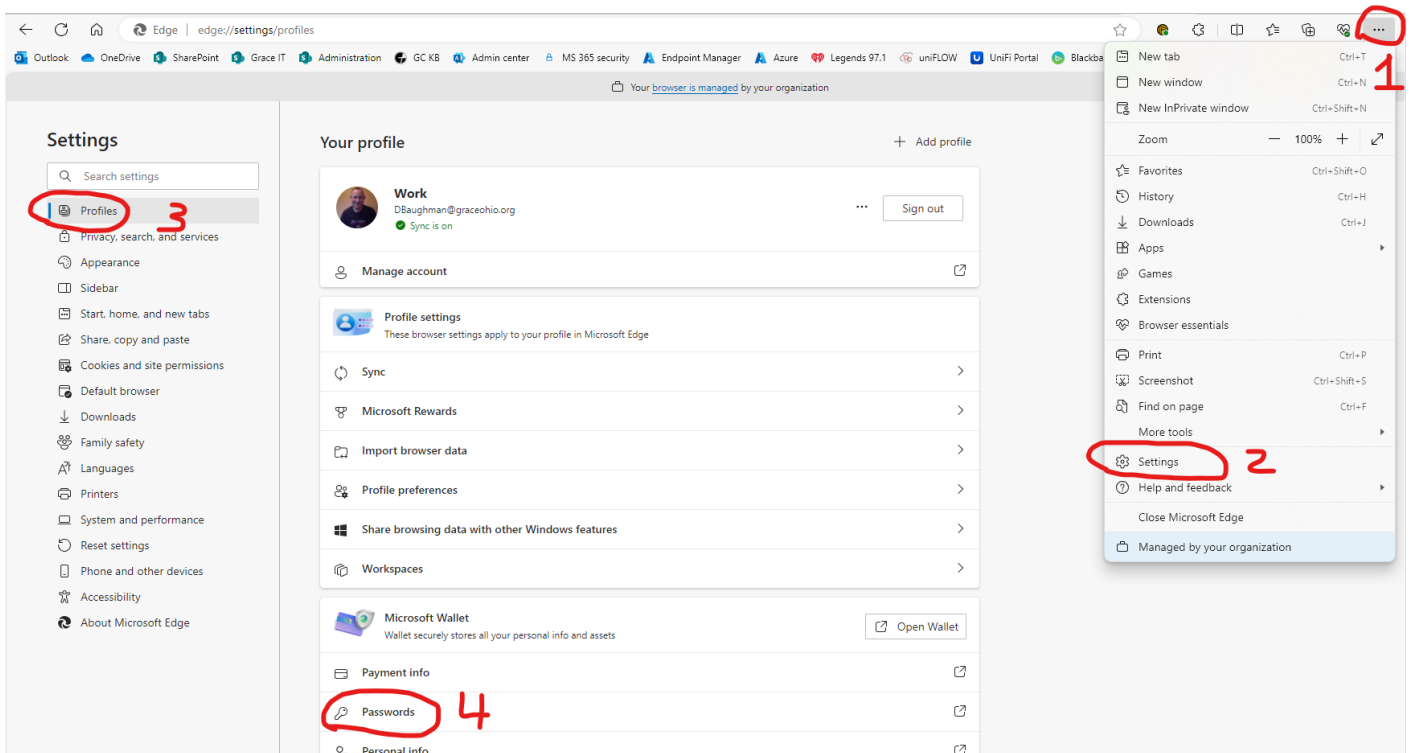 Edge | edge://settings/profiles
Outlook OneDrive SharePoint Grace IT Administration GC KB Admin center MS 365 security Endpoint Manager Azure Legends 97.1 uniFLOW UniFi Portal Blackba
Your browser is managed by your organization
1
Settings
Search settings
Profiles
3
Privacy, search, and services
Appearance
Sidebar
Start, home, and new tabs
Share, copy and paste
Cookies and site permissions
Default browser
Downloads
Family safety
Languages
Printers
System and performance
Reset settings
Phone and other devices
Accessibility
About Microsoft Edge
Your profile
Add profile
Work
DBaughman@graceohio.org
Sync is on
Sign out
Manage account
Profile settings
These browser settings apply to your profile in Microsoft Edge
Sync
Microsoft Rewards
Import browser data
Profile preferences
Share browsing data with other Windows features
Workspaces
Microsoft Wallet
Wallet securely stores all your personal info and assets
Open Wallet
Payment info
Passwords
4
Personal info
New tab Ctrl+T
New window Ctrl+N
New InPrivate window Ctrl+Shift+N
Zoom 100%
Favorites Ctrl+Shift+O
History Ctrl+H
Downloads Ctrl+J
Apps
Games
Extensions
Browser essentials
Print Ctrl+P
Screenshot Ctrl+Shift+S
Find on page Ctrl+F
More tools
Settings
2
Help and feedback
Close Microsoft Edge
Managed by your organization